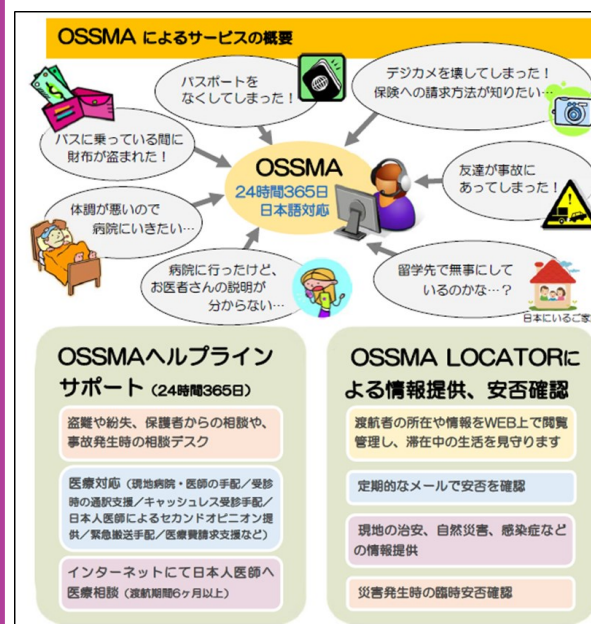 OSSMA によるサービスの概要
パスポートを
なくしてしまった！
デジカメを壊してしまった！
保険への請求方法が知りたい…
バスに乗っている間に
財布が盗まれた！
OSSMA
24時間365日
日本語対応
友達が事故に
あってしまった！
体調が悪いので
病院にいきたい…
病院に行ったけど、
お医者さんの説明が
分からない…
留学先で無事にして
いるのかな…？
日本にいるご家
OSSMAヘルプライン
サポート（24時間365日）
盗難や紛失、保護者からの相談や、
事故発生時の相談デスク
医療対応（現地病院・医師の手配／受診
時の通訳支援／キャッシュレス受診手配／
日本人医師によるセカンドオピニオン提
供／緊急搬送手配／医療費請求支援など）
インターネットにて日本人医師へ
医療相談（渡航期間6ヶ月以上）
OSSMA LOCATORに
よる情報提供、安否確認
渡航者の所在や情報をWEB上で閲覧
管理し、滞在中の生活を見守ります
定期的なメールで安否を確認
現地の治安、自然災害、感染症など
の情報提供
災害発生時の臨時安否確認